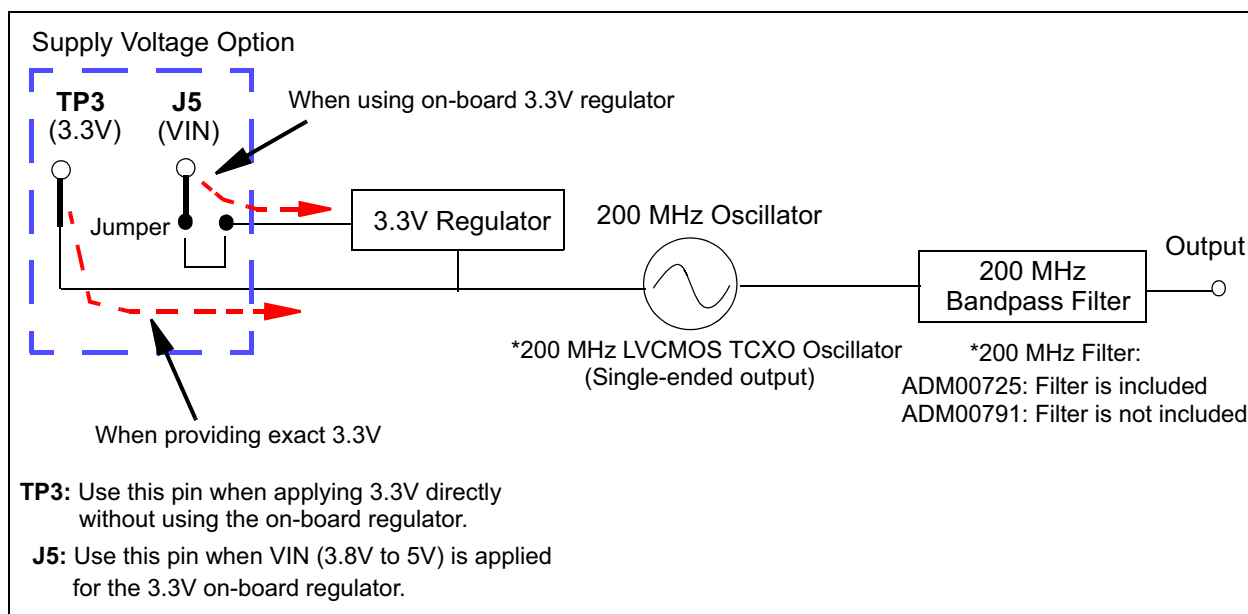 Supply Voltage Option
TP3
(3.3V)
J5
(VIN)
When using on-board 3.3V regulator
Jumper
3.3V Regulator
200 MHz Oscillator
200 MHz
Bandpass Filter
Output
*200 MHz LVCMOS TCXO Oscillator
(Single-ended output)
*200 MHz Filter:
ADM00725: Filter is included
ADM00791: Filter is not included
When providing exact 3.3V
TP3: Use this pin when applying 3.3V directly
without using the on-board regulator.
J5: Use this pin when VIN (3.8V to 5V) is applied
for the 3.3V on-board regulator.